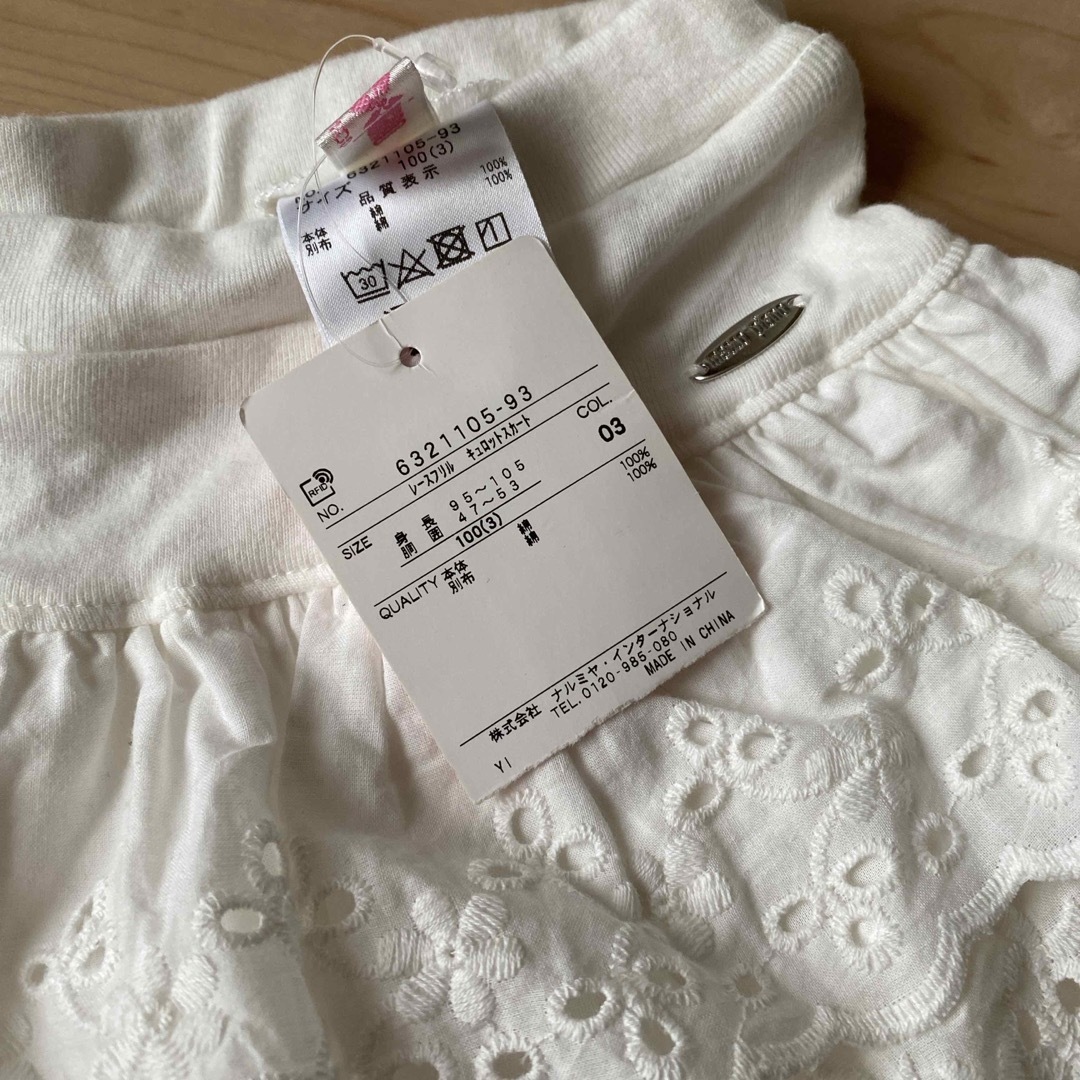 6321105-93
サイズ 100(3)
品質表示
本体 綿 100%
別布 綿 100%
30
RFID
NO. 6321105-93
レースフリル キュロットスカート
SIZE 身長 95~105 COL.
胴囲 47~53 03
100(3)
QUALITY 本体 綿 100%
別布 綿 100%
株式会社 ナルミヤ・インターナショナル
TEL.0120-985-080
MADE IN CHINA
YI